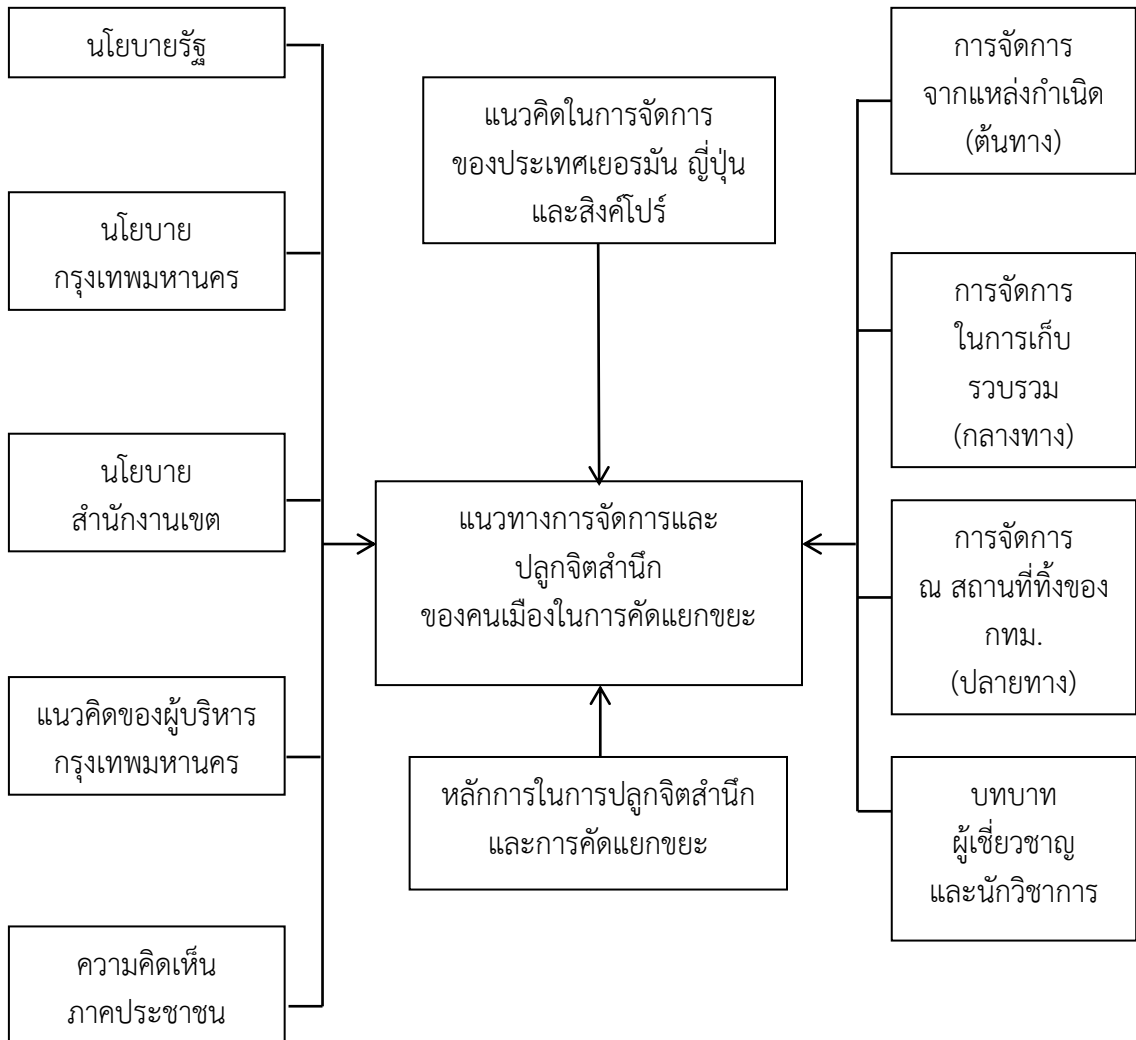 นโยบายรัฐ
นโยบาย
กรุงเทพมหานคร
นโยบาย
สำนักงานเขต
แนวคิดของผู้บริหาร
กรุงเทพมหานคร
ความคิดเห็น
ภาคประชาชน
แนวคิดในการจัดการ
ของประเทศเยอรมัน ญี่ปุ่น
และสิงค์โปร์
แนวทางการจัดการและ
ปลูกจิตสำนึก
ของคนเมืองในการคัดแยกขยะ
หลักการในการปลูกจิตสำนึก
และการคัดแยกขยะ
การจัดการ
จากแหล่งกำเนิด
(ต้นทาง)
การจัดการ
ในการเก็บ
รวบรวม
(กลางทาง)
การจัดการ
ณ สถานที่ทิ้งของ
กทม.
(ปลายทาง)
บทบาท
ผู้เชี่ยวชาญ
และนักวิชาการ